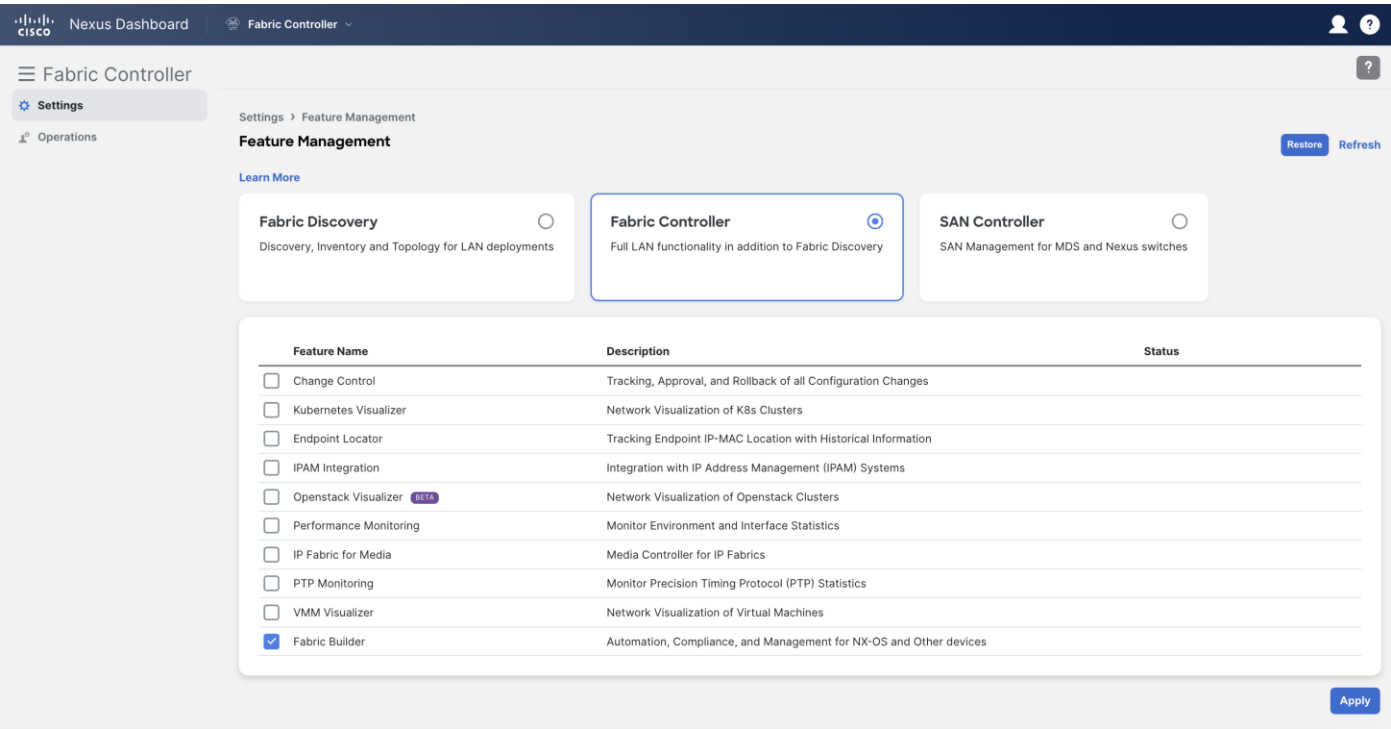 cisco Nexus Dashboard Fabric Controller
?
Fabric Controller
?
Settings
Operations
Settings > Feature Management
Feature Management
Restore Refresh
Learn More
Fabric Discovery
Discovery, Inventory and Topology for LAN deployments
Fabric Controller
Full LAN functionality in addition to Fabric Discovery
SAN Controller
SAN Management for MDS and Nexus switches
Feature Name Description Status
Change Control Tracking, Approval, and Rollback of all Configuration Changes
Kubernetes Visualizer Network Visualization of K8s Clusters
Endpoint Locator Tracking Endpoint IP-MAC Location with Historical Information
IPAM Integration Integration with IP Address Management (IPAM) Systems
Openstack Visualizer BETA Network Visualization of Openstack Clusters
Performance Monitoring Monitor Environment and Interface Statistics
IP Fabric for Media Media Controller for IP Fabrics
PTP Monitoring Monitor Precision Timing Protocol (PTP) Statistics
VMM Visualizer Network Visualization of Virtual Machines
Fabric Builder Automation, Compliance, and Management for NX-OS and Other devices
Apply